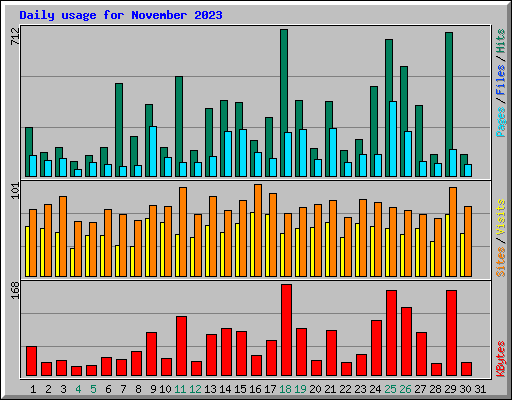 Daily usage for November 2023
712
Pages / Files / Hits
101
Sites / Visits
168
KBytes
1 2 3 4 5 6 7 8 9 10 11 12 13 14 15 16 17 18 19 20 21 22 23 24 25 26 27 28 29 30 31